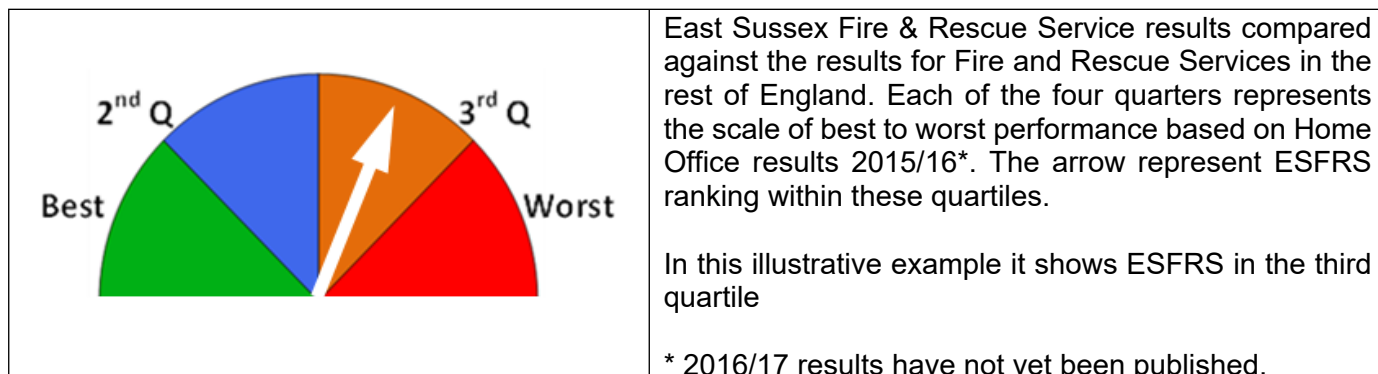 2nd Q
3rd Q
Best
Worst
East Sussex Fire & Rescue Service results compared
against the results for Fire and Rescue Services in the
rest of England. Each of the four quarters represents
the scale of best to worst performance based on Home
Office results 2015/16*. The arrow represent ESFRS
ranking within these quartiles.
In this illustrative example it shows ESFRS in the third
quartile
* 2016/17 results have not yet been published.